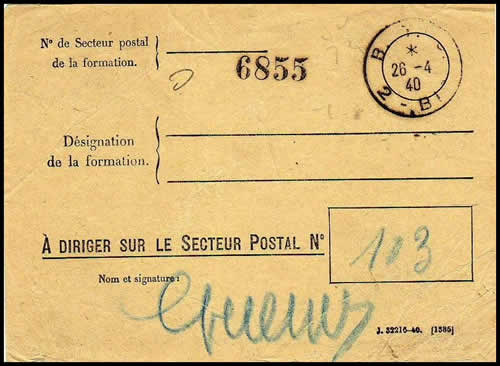 N° de Secteur postal
de la formation.
6855
B.
*
26 -4
40
2 - B
Désignation
de la formation.
À DIRIGER SUR LE SECTEUR POSTAL N°
103
Nom et signature :
J. 32216-40. [1585]